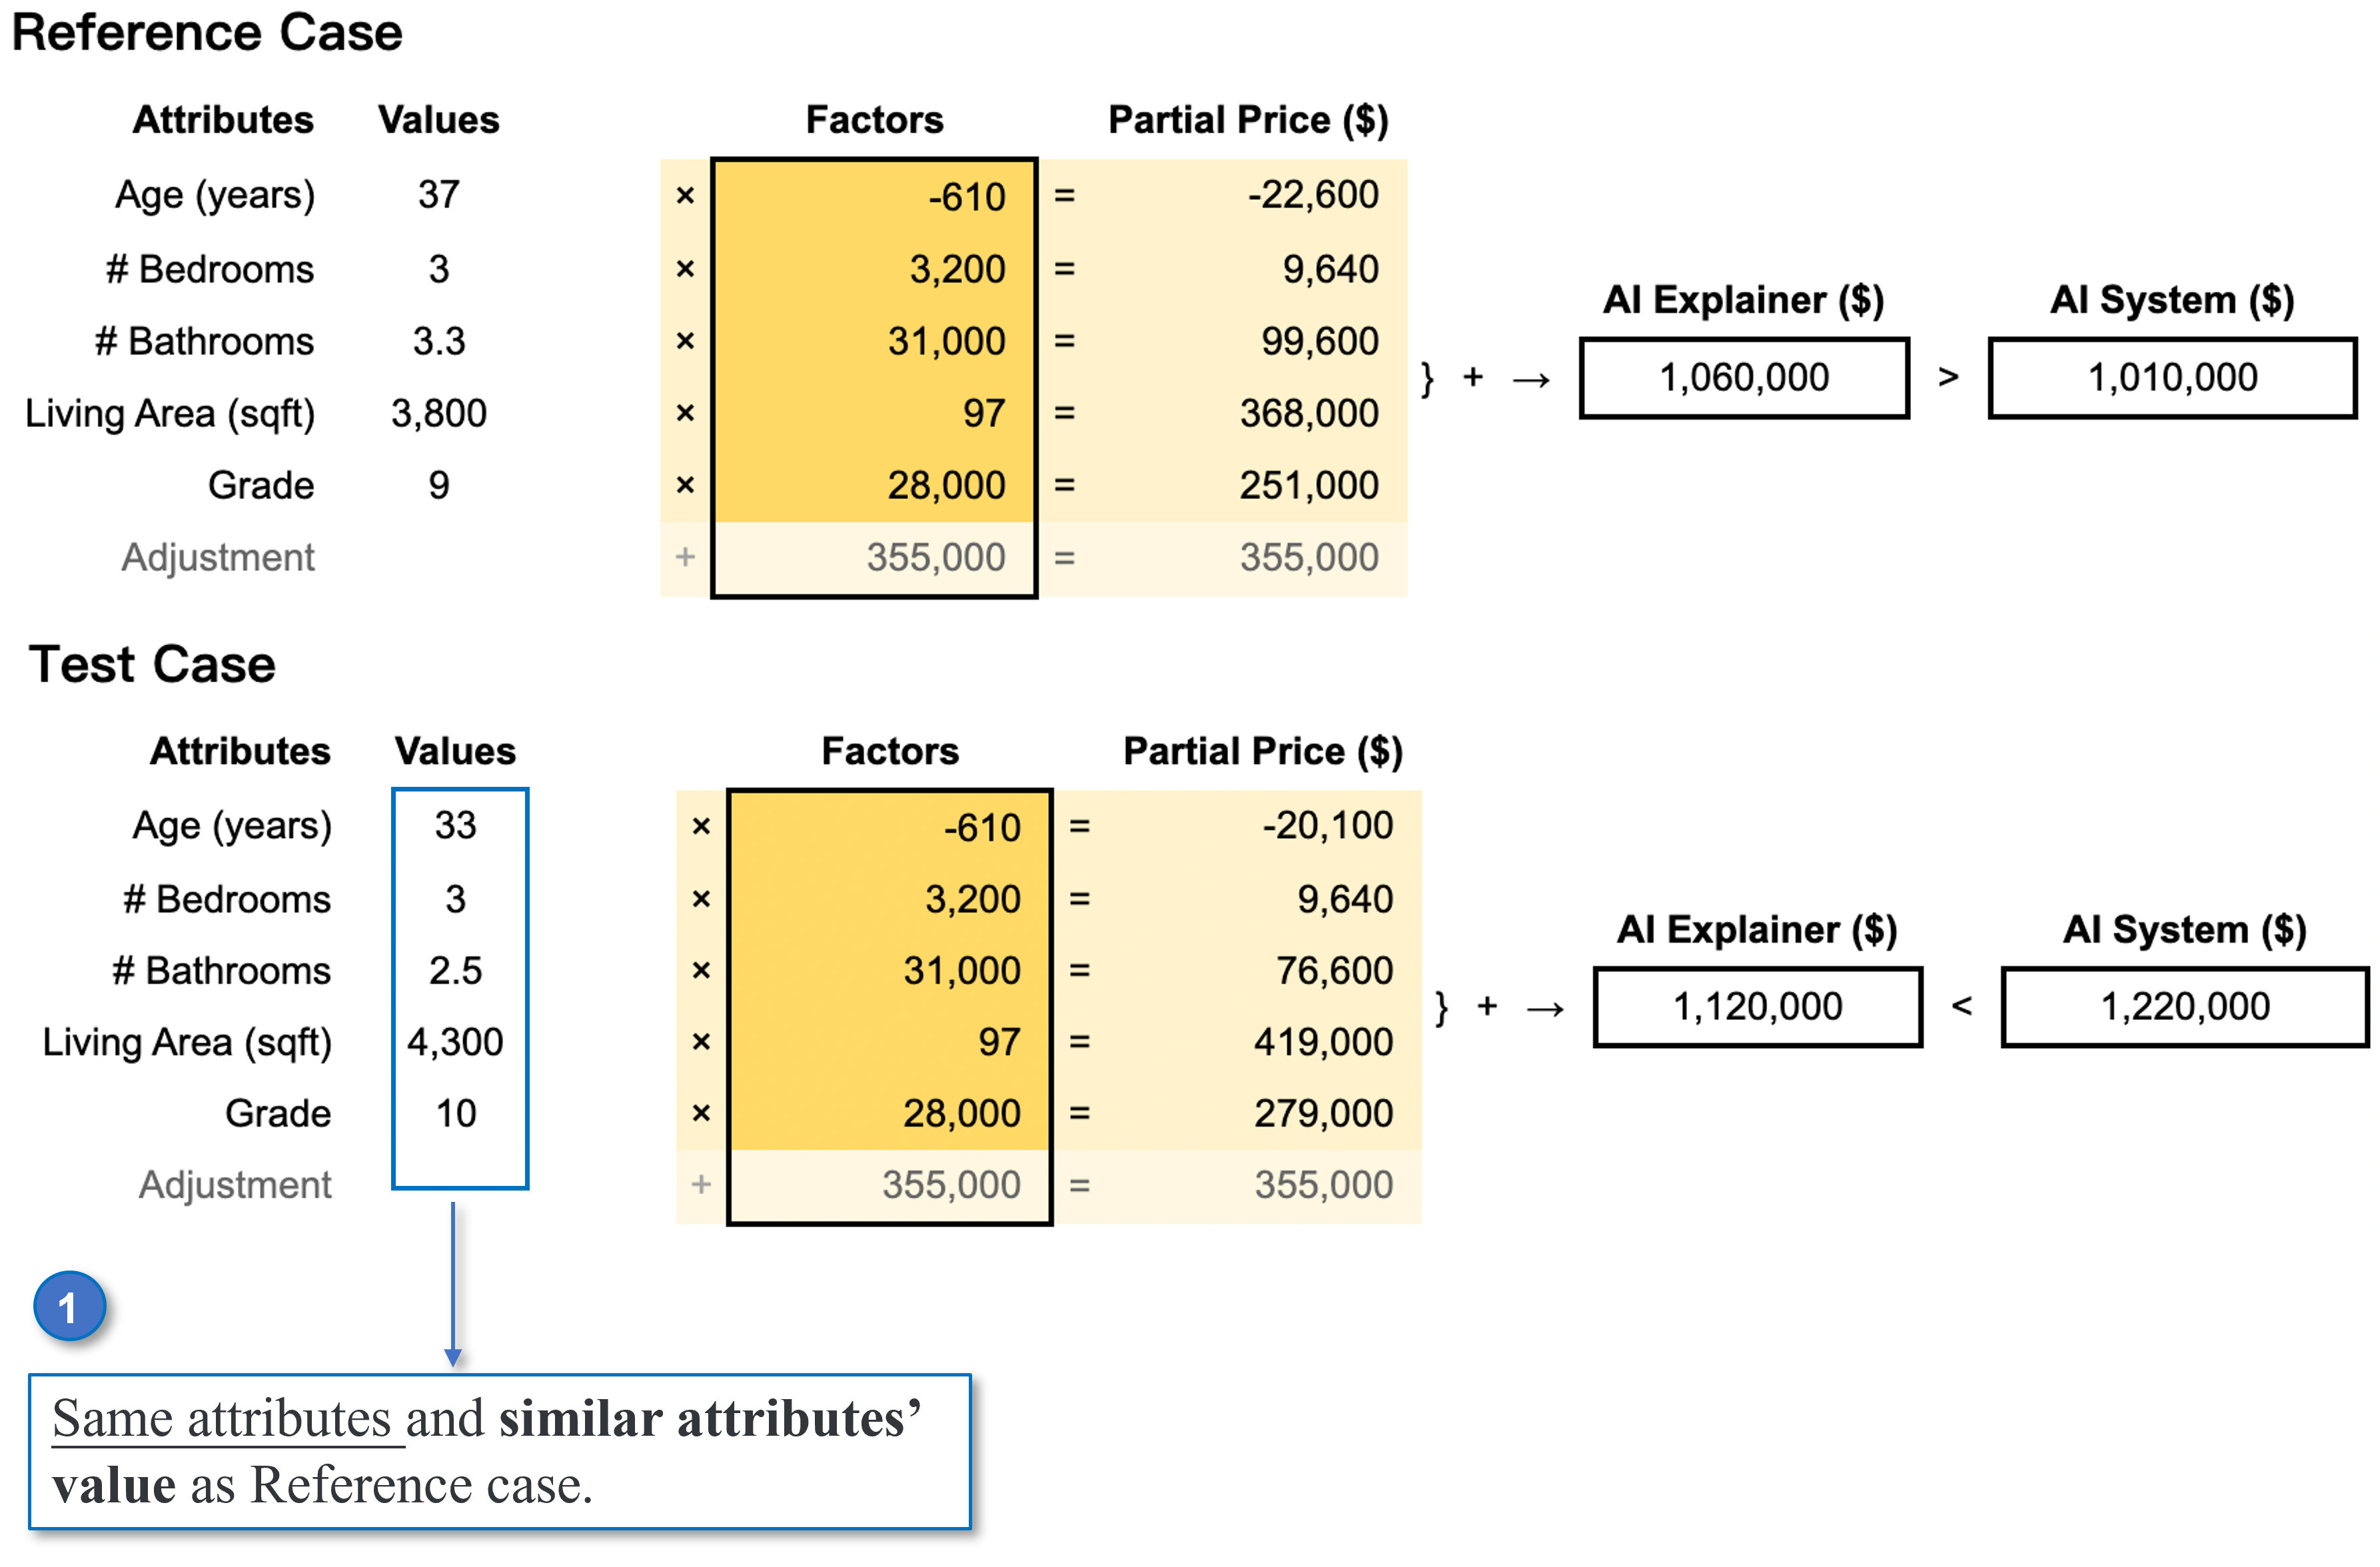 Reference Case
Attributes Values Factors Partial Price ($)
Age (years) 37 × -610 = -22,600
# Bedrooms 3 × 3,200 = 9,640
AI Explainer ($) AI System ($)
# Bathrooms 3.3 × 31,000 = 99,600
} + → 1,060,000 > 1,010,000
Living Area (sqft) 3,800 × 97 = 368,000
Grade 9 × 28,000 = 251,000
Adjustment + 355,000 = 355,000
Test Case
Attributes Values Factors Partial Price ($)
Age (years) 33 × -610 = -20,100
# Bedrooms 3 × 3,200 = 9,640
AI Explainer ($) AI System ($)
# Bathrooms 2.5 × 31,000 = 76,600
} + → 1,120,000 < 1,220,000
Living Area (sqft) 4,300 × 97 = 419,000
Grade 10 × 28,000 = 279,000
Adjustment + 355,000 = 355,000
1
Same attributes and similar attributes’
value as Reference case.